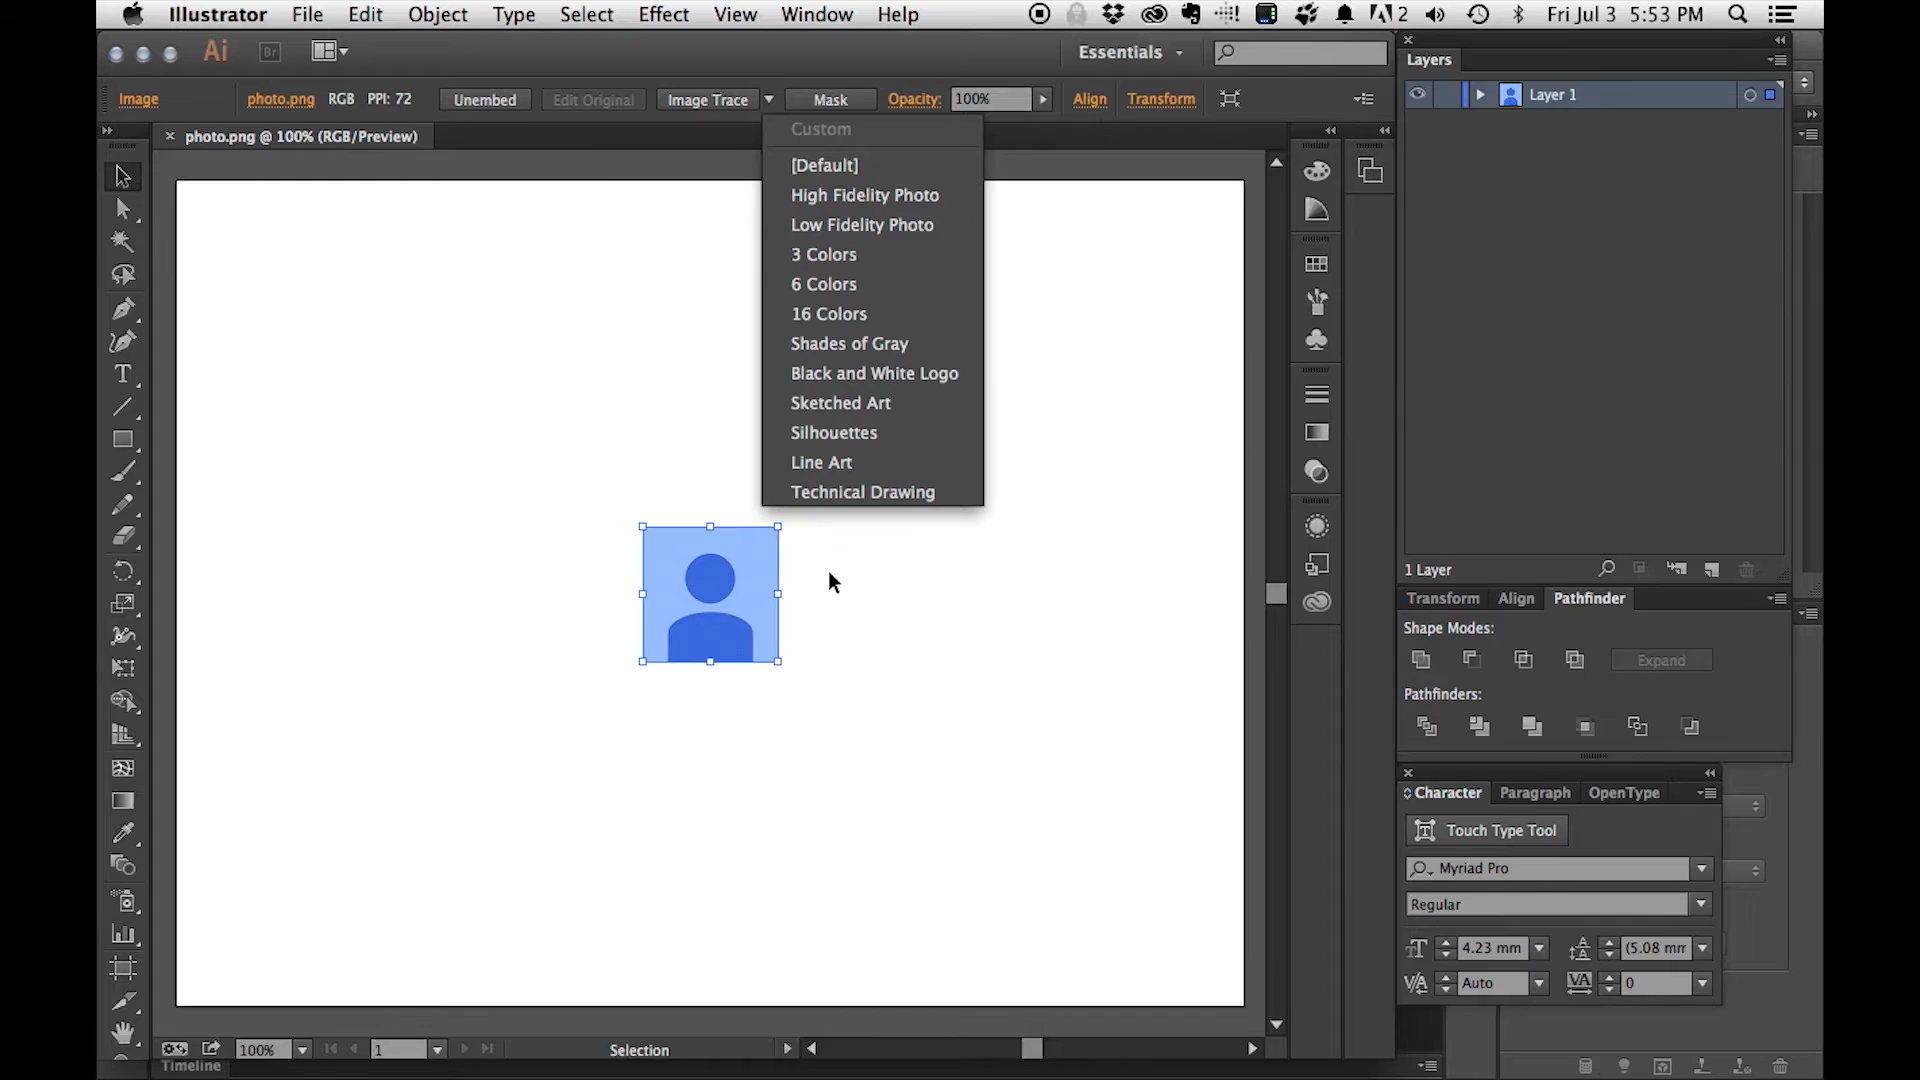 Illustrator File Edit Object Type Select Effect View Window Help 2 Fri Jul 3 5:53 PM
Ai Br Essentials
Image photo.png RGB PPI: 72 Unembed Edit Original Image Trace Mask Opacity: 100% Align Transform
photo.png @ 100% (RGB/Preview)
Custom
[Default]
High Fidelity Photo
Low Fidelity Photo
3 Colors
6 Colors
16 Colors
Shades of Gray
Black and White Logo
Sketched Art
Silhouettes
Line Art
Technical Drawing
Layers
Layer 1
1 Layer
Transform Align Pathfinder
Shape Modes:
Expand
Pathfinders:
Character Paragraph OpenType
Touch Type Tool
Myriad Pro
Regular
4.23 mm (5.08 mm
Auto 0
100% 1 Selection
Timeline